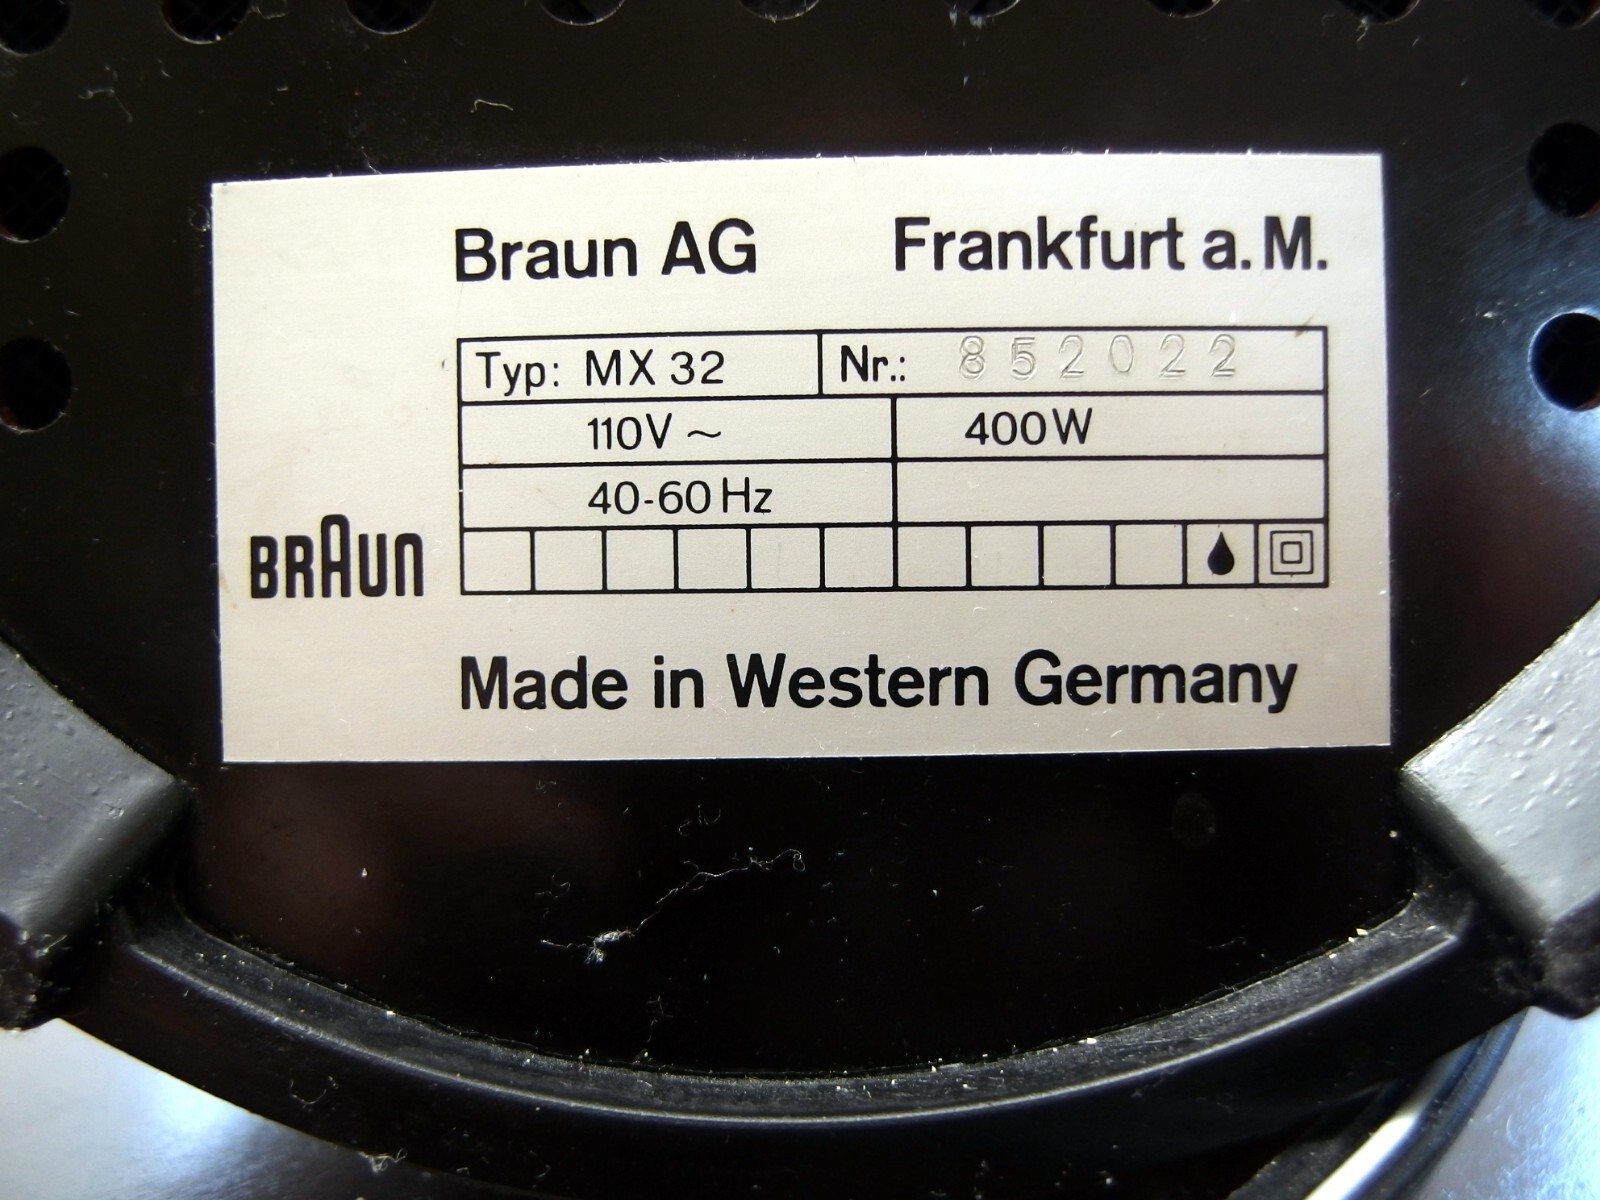 Braun AG Frankfurt a. M.
Typ: MX 32 Nr.: 852022
110V ~ 400W
40-60 Hz
BRAUN
Made in Western Germany